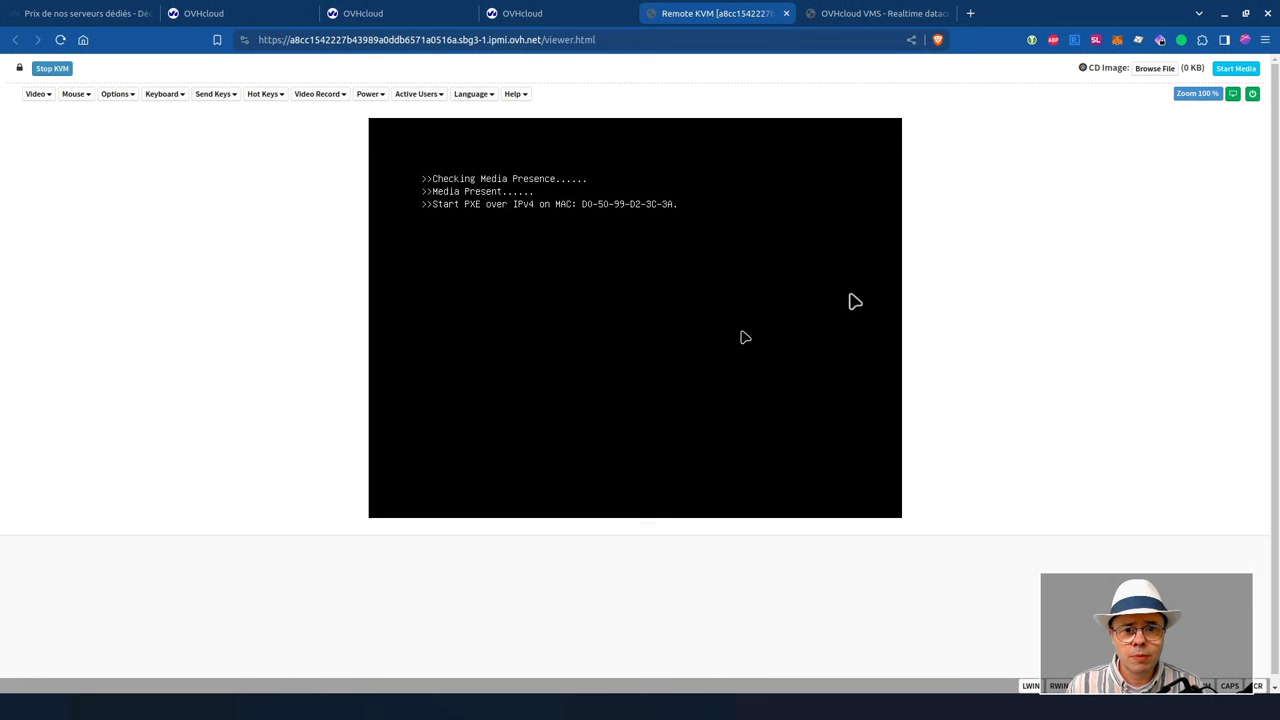 Prix de nos serveurs dédiés - Déc
OVHcloud
OVHcloud
OVHcloud
Remote KVM [a8cc1542227b
OVHcloud VMS - Realtime datac
https://a8cc1542227b43989a0ddb6571a0516a.sbg3-1.ipmi.ovh.net/viewer.html
Stop KVM
CD Image: Browse File (0 KB) Start Media
Video Mouse Options Keyboard Send Keys Hot Keys Video Record Power Active Users Language Help
Zoom 100 %
>>Checking Media Presence......
>>Media Present......
>>Start PXE over IPv4 on MAC: D0-50-99-D2-3C-3A.
LWIN
CAPS